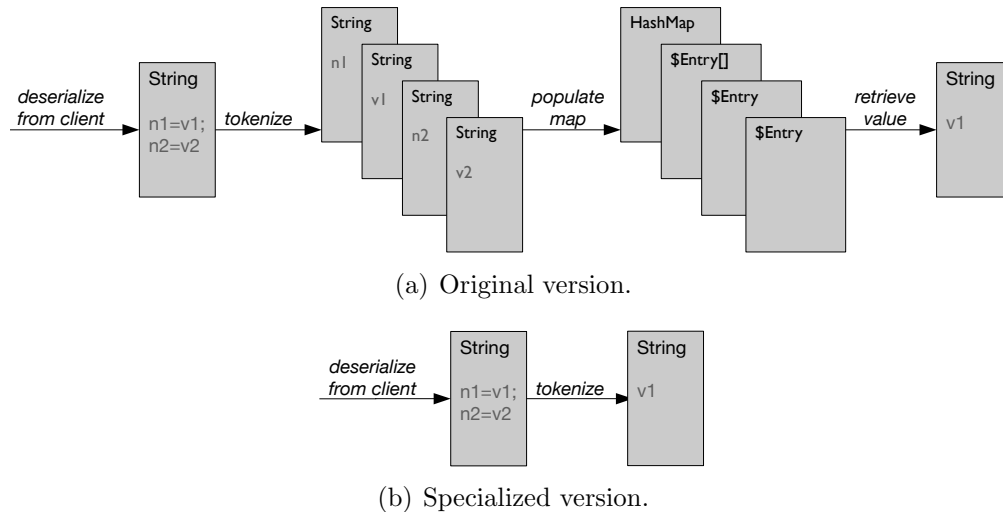 deserialize
from client
String
n1=v1;
n2=v2
tokenize
String
n1
String
v1
String
n2
String
v2
populate
map
HashMap
$Entry[]
$Entry
$Entry
retrieve
value
String
v1
(a) Original version.
deserialize
from client
String
n1=v1;
n2=v2
tokenize
String
v1
(b) Specialized version.